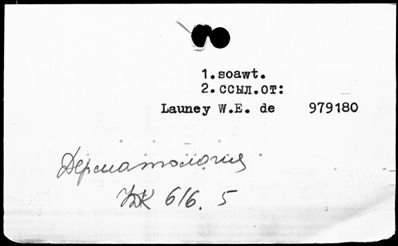 1.soawt.
2.ссыл.от:
Launey W.E. de 979180
Дерматология
УДК 616.5